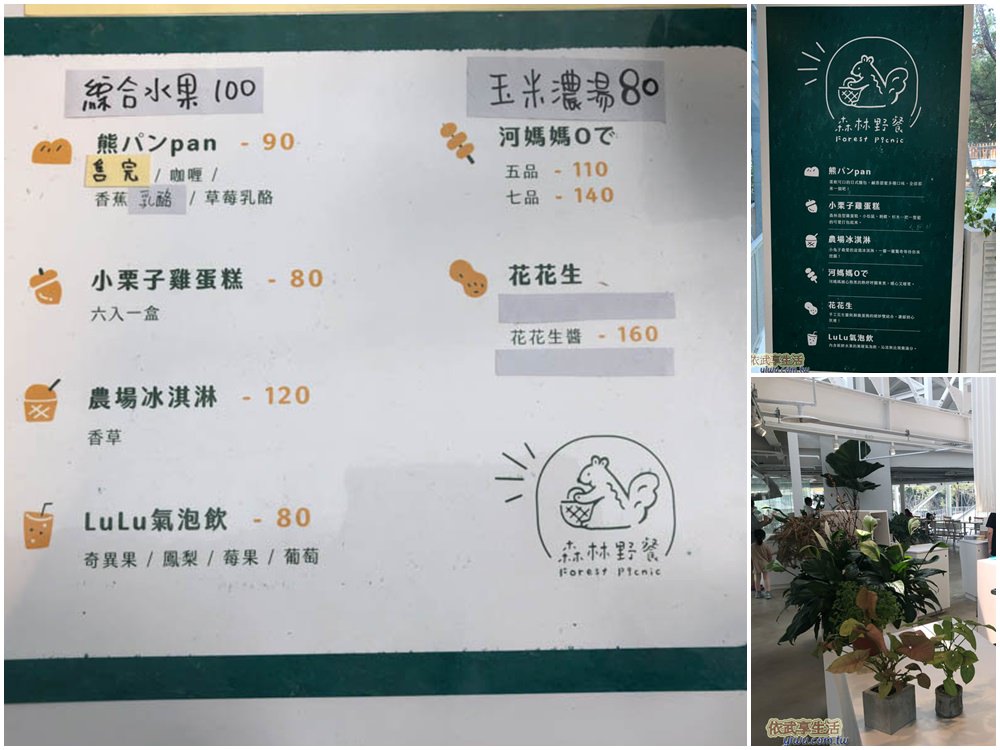 綜合水果 100
熊パンpan - 90
售完 / 咖喱 /
香蕉 乳酪 / 草莓乳酪
小栗子雞蛋糕 - 80
六入一盒
農場冰淇淋 - 120
香草
LuLu氣泡飲 - 80
奇異果 / 鳳梨 / 莓果 / 葡萄
玉米濃湯 80
河媽媽Oで
五品 - 110
七品 - 140
花花生
花花生醬 - 160
森林野餐
Forest Picnic
森林野餐
Forest Picnic
熊パンpan
小栗子雞蛋糕
農場冰淇淋
河媽媽Oで
花花生
LuLu氣泡飲
依武享生活
yiwu.com.tw
依武享生活
yiwu.com.tw